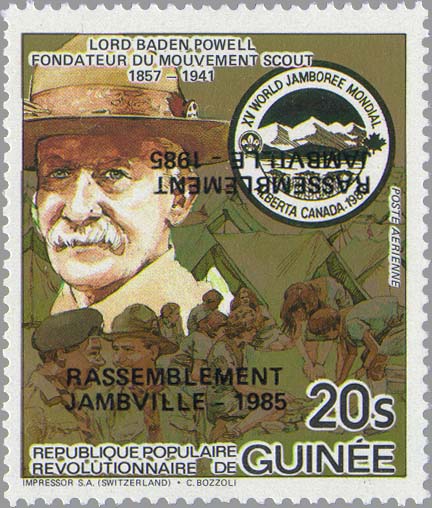 LORD BADEN POWELL
FONDATEUR DU MOUVEMENT SCOUT
1857 – 1941
XV WORLD JAMBOREE MONDIAL
ALBERTA CANADA - 1983
RASSEMBLEMENT
JAMBVILLE - 1985
POSTE AERIENNE
RASSEMBLEMENT
JAMBVILLE - 1985
20s
REPUBLIQUE POPULAIRE
REVOLUTIONNAIRE DE GUINÉE
IMPRESSOR S.A. (SWITZERLAND) • C. BOZZOLI